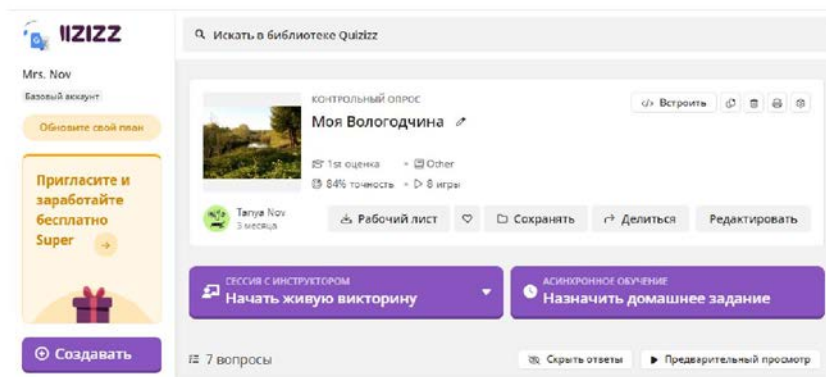 IIZIZZ
Искать в библиотеке Quizizz
Mrs. Nov
Базовый аккаунт
Обновите свой план
Пригласите и
заработайте
бесплатно
Super
Создавать
КОНТРОЛЬНЫЙ ОПРОС
Моя Вологодчина
Встроить
1st оценка • Other
84% точность • 8 игры
Tanya Nov
3 месяца
Рабочий лист
Сохранять
Делиться
Редактировать
СЕССИЯ С ИНСТРУКТОРОМ
Начать живую викторину
АСИНХРОННОЕ ОБУЧЕНИЕ
Назначить домашнее задание
7 вопросы
Скрыть ответы
Предварительный просмотр